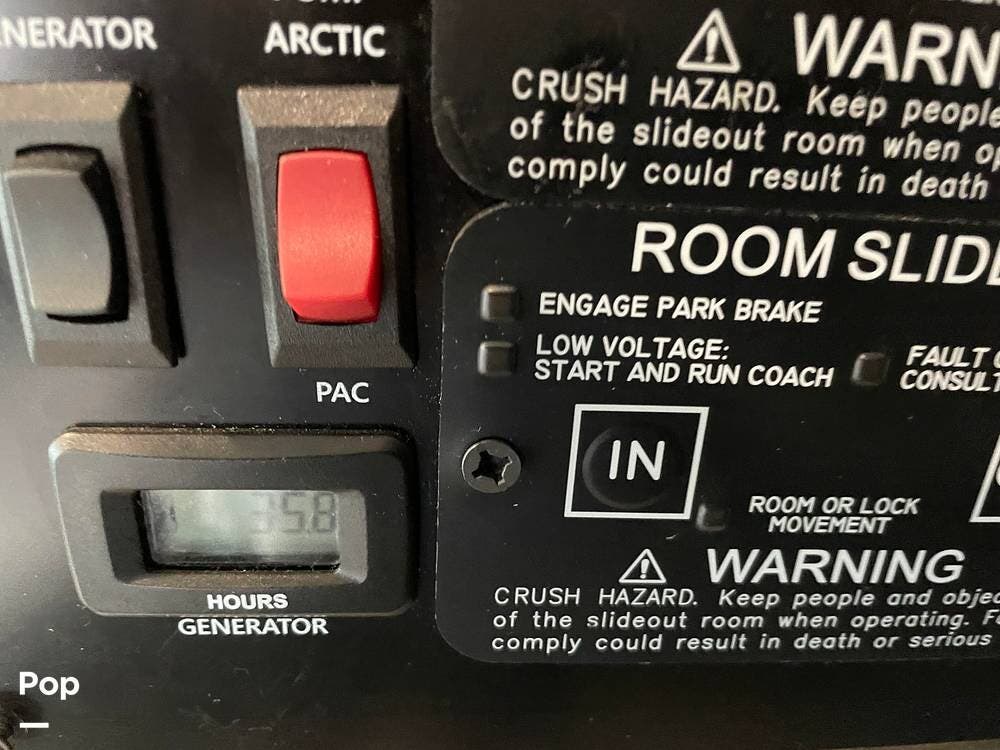 NERATOR
ARCTIC
WARN
CRUSH HAZARD. Keep people
of the slideout room when op
comply could result in death
ROOM SLIDE
ENGAGE PARK BRAKE
LOW VOLTAGE:
START AND RUN COACH
FAULT
CONSULT
PAC
IN
ROOM OR LOCK
MOVEMENT
58
HOURS
GENERATOR
WARNING
CRUSH HAZARD. Keep people and objec
of the slideout room when operating. Fa
comply could result in death or serious
Pop